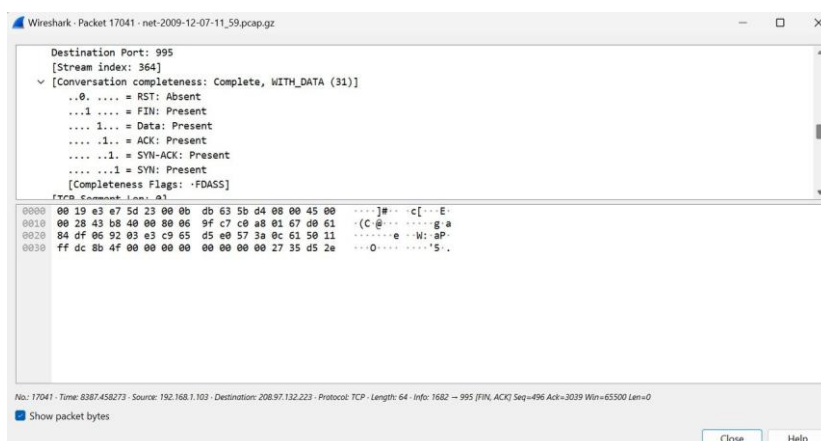 Wireshark · Packet 17041 · net-2009-12-07-11_59.pcap.gz
Destination Port: 995
[Stream index: 364]
[Conversation completeness: Complete, WITH_DATA (31)]
..0. .... = RST: Absent
...1 .... = FIN: Present
.... 1... = Data: Present
.... .1.. = ACK: Present
.... ..1. = SYN-ACK: Present
.... ...1 = SYN: Present
[Completeness Flags: ·FDASS]
[TCP Segment Len: 0]
0000 00 19 e3 e7 5d 23 00 0b db 63 5b d4 08 00 45 00 ····]#·· ·c[···E·
0010 00 28 43 b8 40 00 80 06 9f c7 c0 a8 01 67 d0 61 ·(C·@··· ·····g·a
0020 84 df 06 92 03 e3 c9 65 d5 e0 57 3a 0c 61 50 11 ·······e ··W:·aP·
0030 ff dc 8b 4f 00 00 00 00 00 00 00 00 27 35 d5 2e ···O···· ····'5·.
No.: 17041 · Time: 8387.458273 · Source: 192.168.1.103 · Destination: 208.97.132.223 · Protocol: TCP · Length: 64 · Info: 1682 → 995 [FIN, ACK] Seq=496 Ack=3039 Win=65500 Len=0
Show packet bytes
Close Help